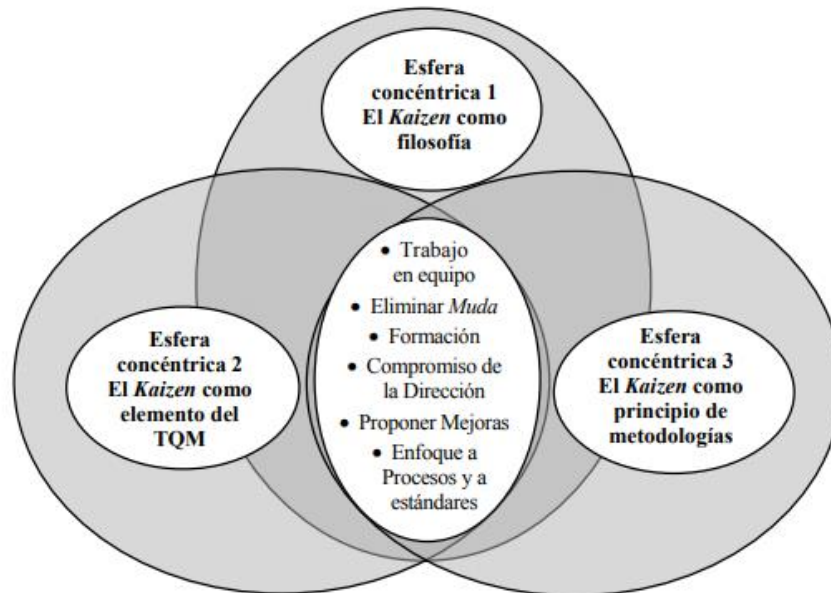 Esfera
concéntrica 1
El Kaizen como
filosofía
• Trabajo
en equipo
• Eliminar Muda
• Formación
• Compromiso de
la Dirección
• Proponer Mejoras
• Enfoque a
Procesos y a
estándares
Esfera
concéntrica 2
El Kaizen como
elemento del
TQM
Esfera
concéntrica 3
El Kaizen como
principio de
metodologías